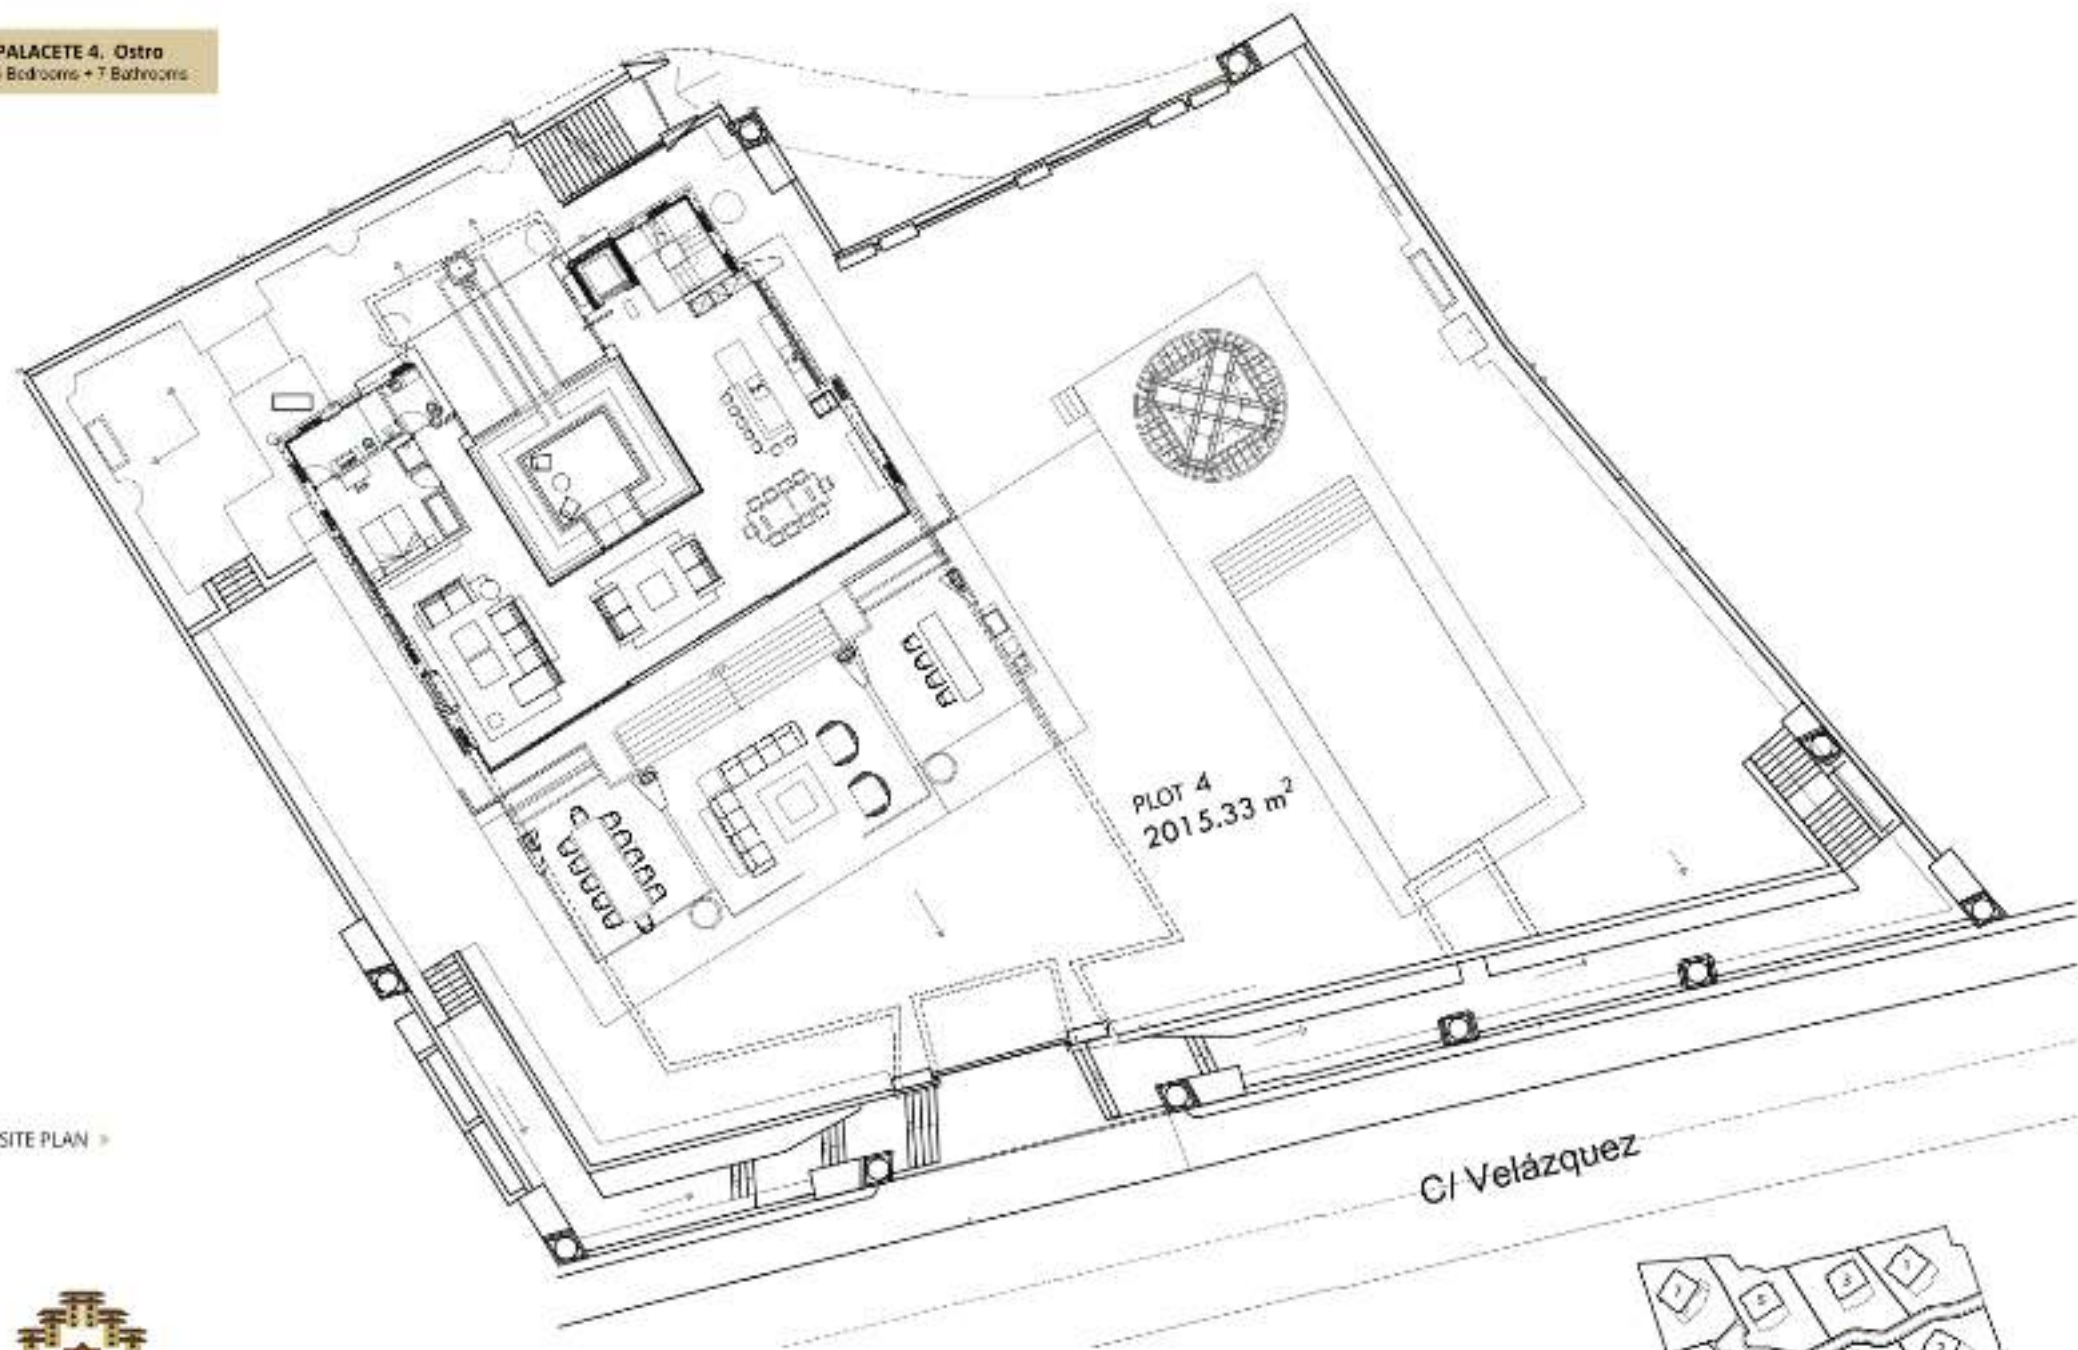 PALACETE 4. Ostro
Bedrooms + 7 Bathrooms
PLOT 4
2015.33 m²
SITE PLAN »
C/ Velázquez